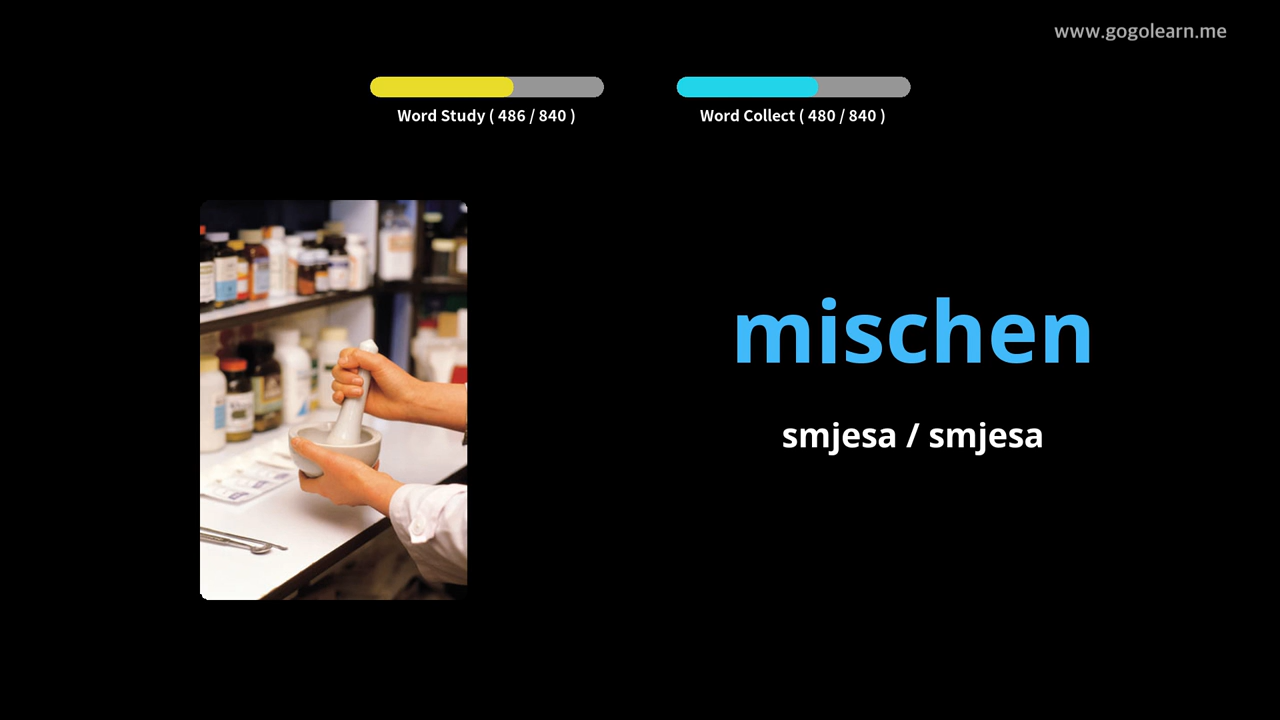 www.gogolearn.me
Word Study ( 486 / 840 )
Word Collect ( 480 / 840 )
mischen
smjesa / smjesa